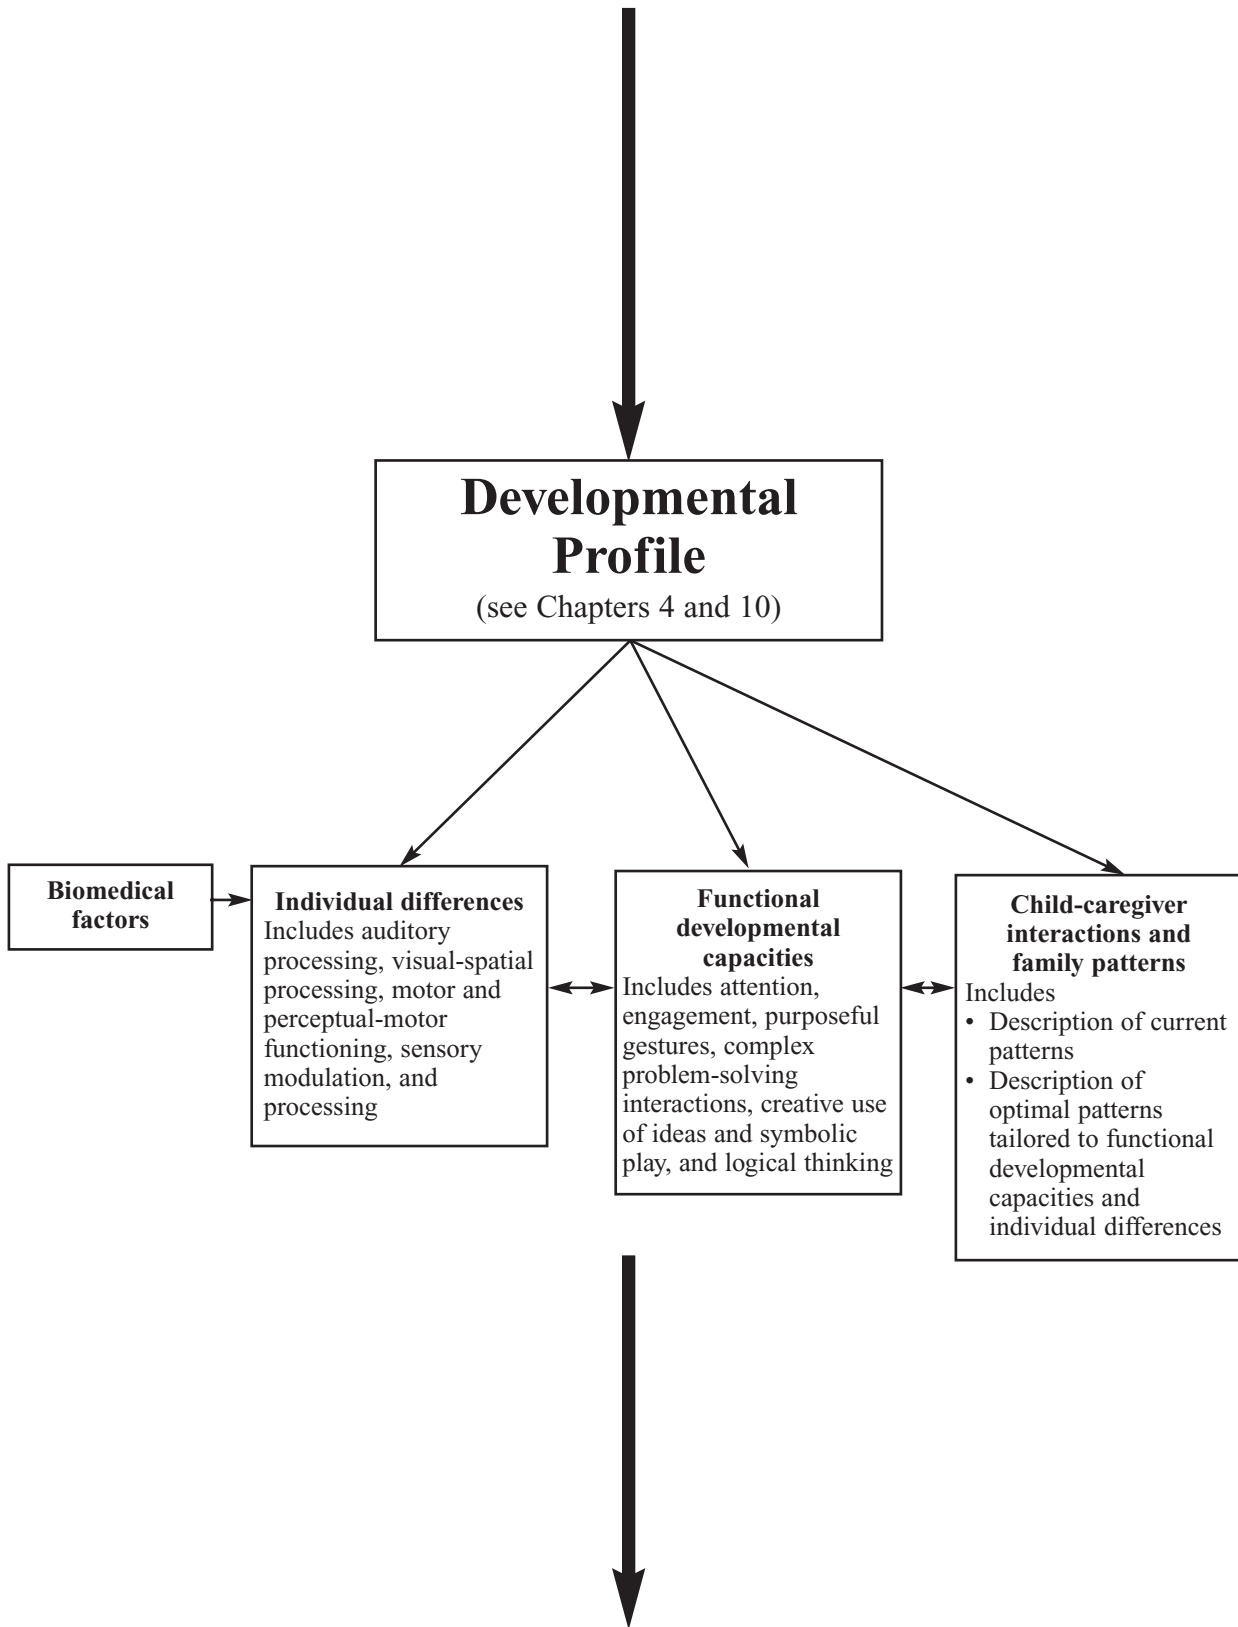 Developmental
Profile
(see Chapters 4 and 10)
Biomedical
factors
Individual differences
Includes auditory
processing, visual-spatial
processing, motor and
perceptual-motor
functioning, sensory
modulation, and
processing
Functional
developmental
capacities
Includes attention,
engagement, purposeful
gestures, complex
problem-solving
interactions, creative use
of ideas and symbolic
play, and logical thinking
Child-caregiver
interactions and
family patterns
Includes
• Description of current
patterns
• Description of
optimal patterns
tailored to functional
developmental
capacities and
individual differences